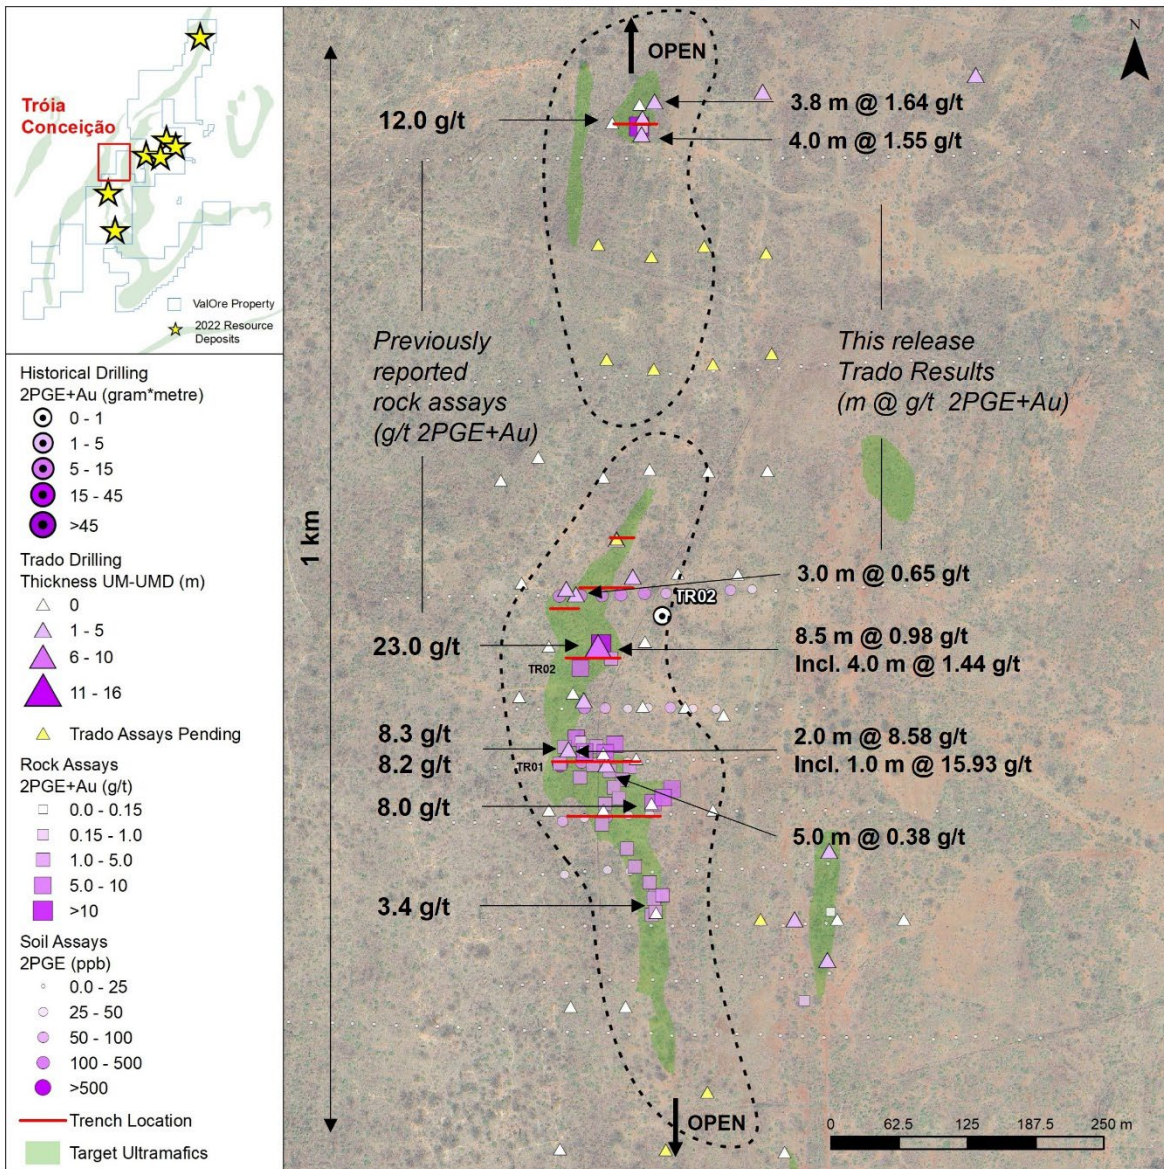 Tróia
Conceição
ValOre Property
2022 Resource
Deposits
Historical Drilling
2PGE+Au (gram*metre)
0 - 1
1 - 5
5 - 15
15 - 45
>45
Trado Drilling
Thickness UM-UMD (m)
0
1 - 5
6 - 10
11 - 16
Trado Assays Pending
Rock Assays
2PGE+Au (g/t)
0.0 - 0.15
0.15 - 1.0
1.0 - 5.0
5.0 - 10
>10
Soil Assays
2PGE (ppb)
0.0 - 25
25 - 50
50 - 100
100 - 500
>500
Trench Location
Target Ultramafics
1 km
N
OPEN
12.0 g/t
3.8 m @ 1.64 g/t
4.0 m @ 1.55 g/t
Previously
reported
rock assays
(g/t 2PGE+Au)
This release
Trado Results
(m @ g/t 2PGE+Au)
3.0 m @ 0.65 g/t
TR02
23.0 g/t
TR02
8.5 m @ 0.98 g/t
Incl. 4.0 m @ 1.44 g/t
8.3 g/t
8.2 g/t
TR01
2.0 m @ 8.58 g/t
Incl. 1.0 m @ 15.93 g/t
8.0 g/t
5.0 m @ 0.38 g/t
3.4 g/t
OPEN
0 62.5 125 187.5 250 m